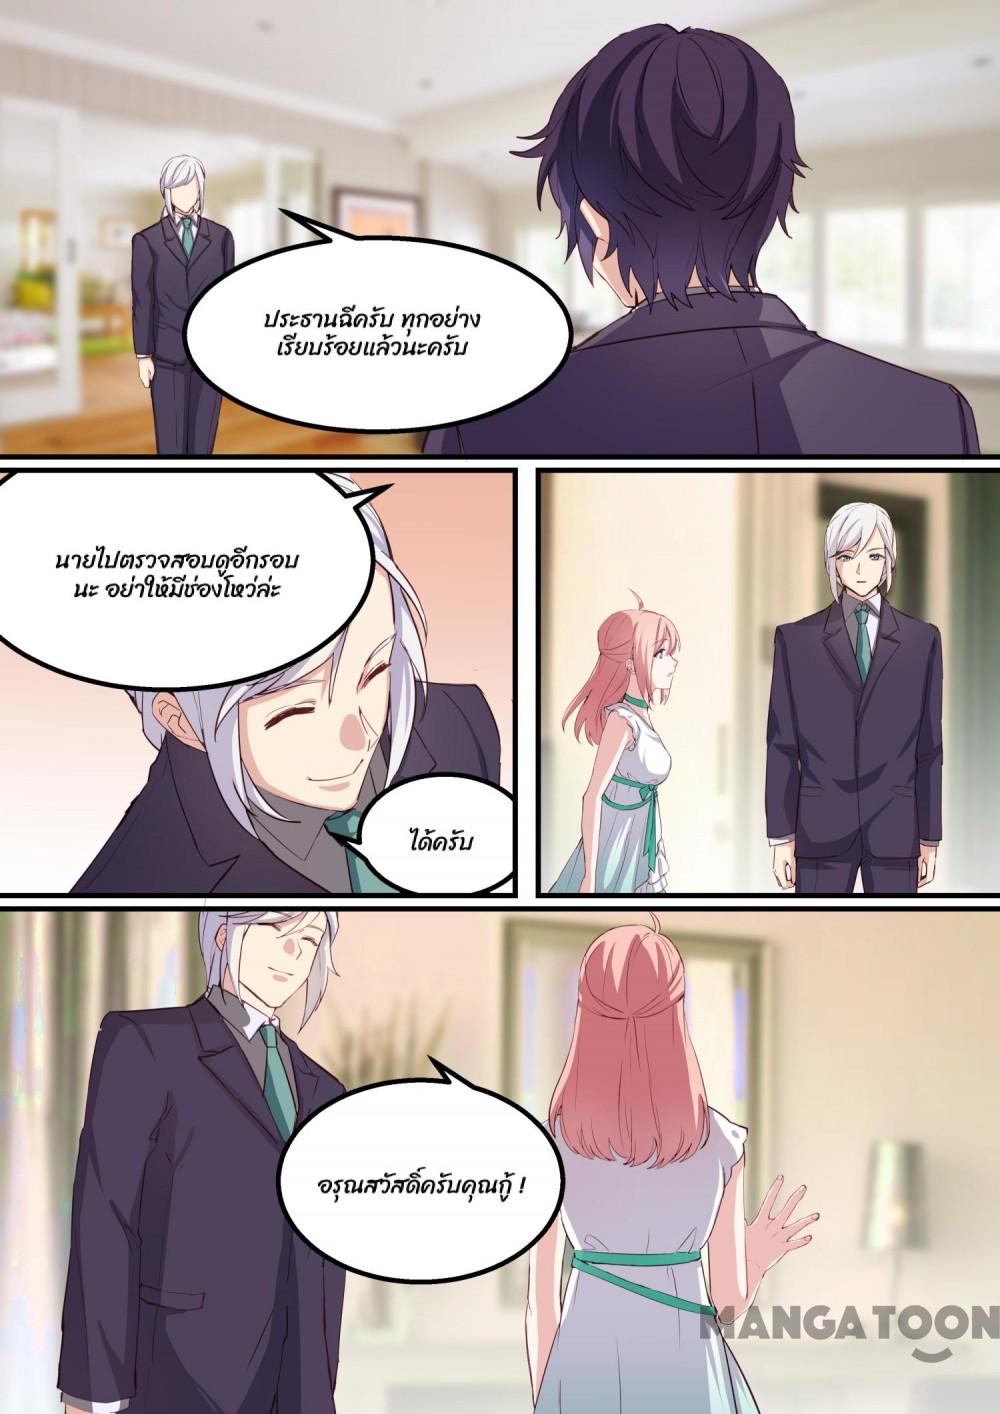 ประธานฉีครับ ทุกอย่าง
เรียบร้อยแล้วนะครับ
นายไปตรวจสอบดูอีกรอบ
นะ อย่าให้มีช่องโหว่ล่ะ
ได้ครับ
อรุณสวัสดิ์ครับคุณกู้ !
MANGATOON